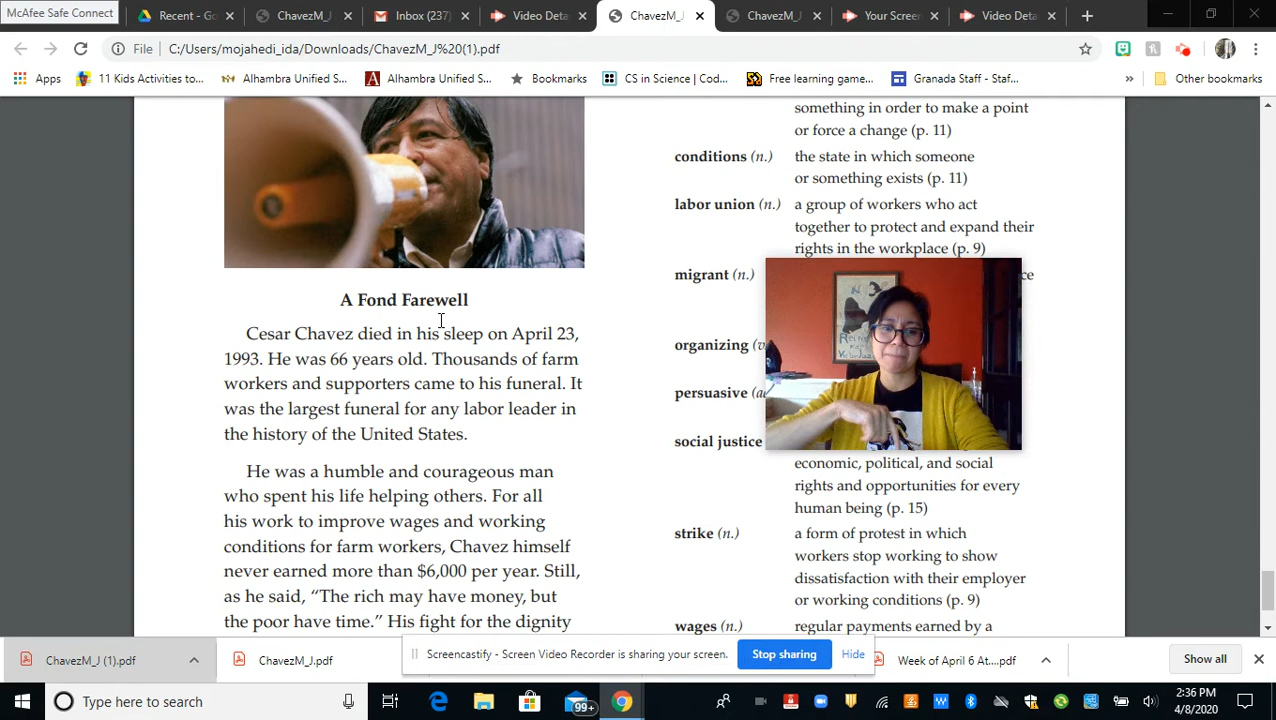 McAfee Safe Connect
Recent - Go
ChavezM_J
Inbox (237)
Video Deta
ChavezM_J
ChavezM_J
Your Screen
Video Deta
File C:/Users/mojahedi_ida/Downloads/ChavezM_J%20(1).pdf
Apps
11 Kids Activities to...
Alhambra Unified S...
Alhambra Unified S...
Bookmarks
CS in Science | Cod...
Free learning game...
Granada Staff - Staf...
»
Other bookmarks
A Fond Farewell
Cesar Chavez died in his sleep on April 23,
1993. He was 66 years old. Thousands of farm
workers and supporters came to his funeral. It
was the largest funeral for any labor leader in
the history of the United States.
He was a humble and courageous man
who spent his life helping others. For all
his work to improve wages and working
conditions for farm workers, Chavez himself
never earned more than $6,000 per year. Still,
as he said, “The rich may have money, but
the poor have time.” His fight for the dignity
something in order to make a point
or force a change (p. 11)
conditions (n.) the state in which someone
or something exists (p. 11)
labor union (n.) a group of workers who act
together to protect and expand their
rights in the workplace (p. 9)
migrant (n.)
organizing (v
persuasive (a
social justice
economic, political, and social
rights and opportunities for every
human being (p. 15)
strike (n.) a form of protest in which
workers stop working to show
dissatisfaction with their employer
or working conditions (p. 9)
wages (n.) regular payments earned by a
Screencastify - Screen Video Recorder is sharing your screen.
Stop sharing
Hide
ChavezM_J (1).pdf
ChavezM_J.pdf
Week of April 6 At....pdf
Show all
Type here to search
99+
2:36 PM
4/8/2020